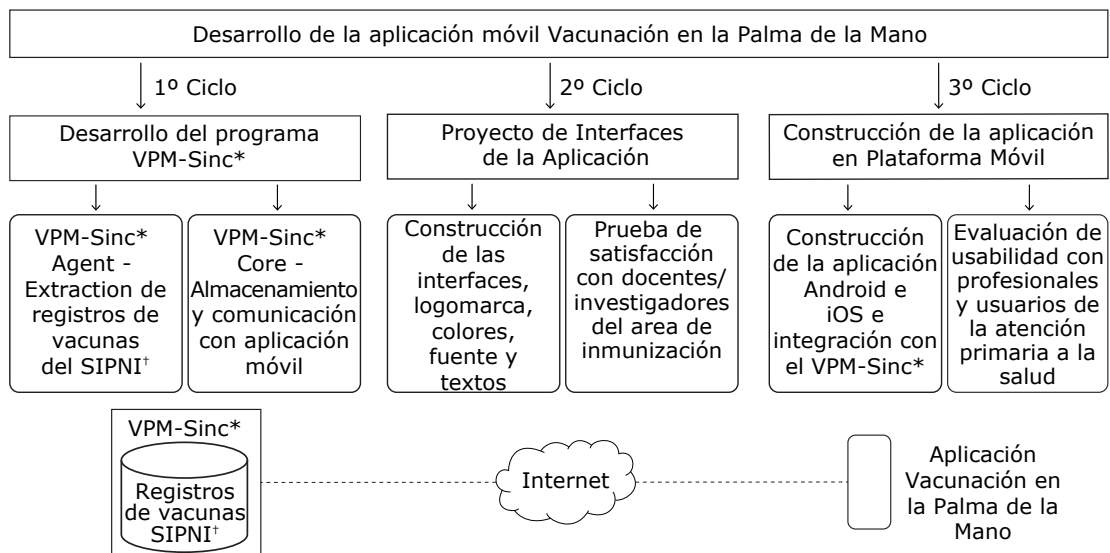 Desarrollo de la aplicación móvil Vacunación en la Palma de la Mano
1º Ciclo
2º Ciclo
3º Ciclo
Desarrollo del programa
VPM-Sinc*
Proyecto de Interfaces
de la Aplicación
Construcción de la aplicación
en Plataforma Móvil
VPM-Sinc*
Agent -
Extraction de
registros de
vacunas
del SIPNI†
VPM-Sinc*
Core -
Almacenamiento
y comunicación
con aplicación
móvil
Construcción
de las
interfaces,
logomarca,
colores,
fuente y
textos
Prueba de
satisfacción
con docentes/
investigadores
del area de
inmunización
Construcción
de la aplicación
Android e
iOS e
integración con
el VPM-Sinc*
Evaluación de
usabilidad con
profesionales
y usuarios de
la atención
primaria a la
salud
VPM-Sinc*
Registros
de vacunas
SIPNI†
Internet
Aplicación
Vacunación en
la Palma de la
Mano